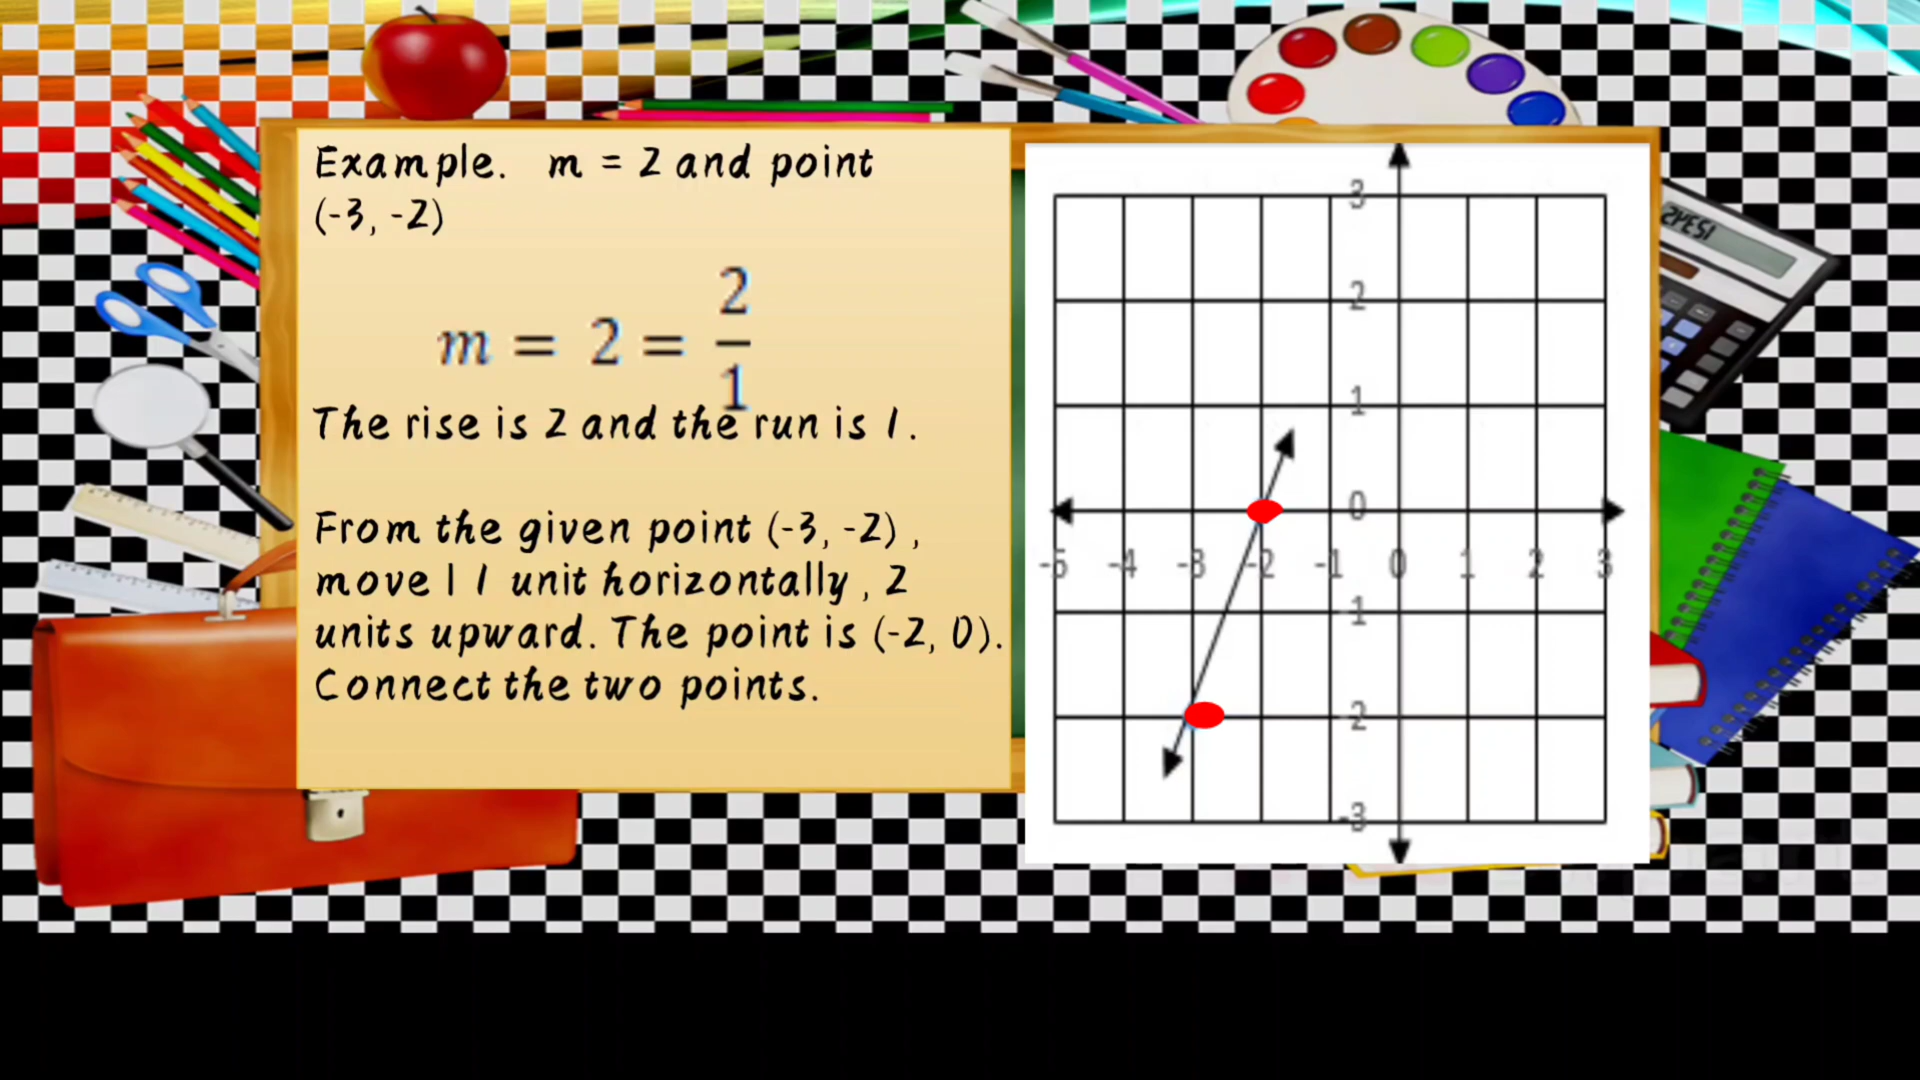 Example. m = 2 and point
(-3, -2)
m = 2 = 2/1
The rise is 2 and the run is 1.
From the given point (-3, -2) ,
move l 1 unit horizontally , 2
units upward. The point is (-2, 0).
Connect the two points.
3
2
1
0
-5 -4 -3 -2 -1 0 1 2 3
-1
-2
-3